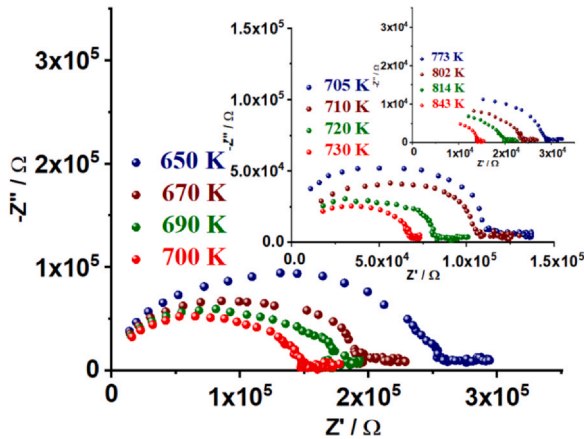 3x10⁵
2x10⁵
1x10⁵
0
-Z'' / Ω
650 K
670 K
690 K
700 K
1x10⁵
2x10⁵
3x10⁵
Z' / Ω
1.5x10⁵
1.0x10⁵
5.0x10⁴
0.0
-Z'' / Ω
705 K
710 K
720 K
730 K
0.0
5.0x10⁴
1.0x10⁵
1.5x10⁵
Z' / Ω
3x10⁴
2x10⁴
1x10⁴
0
-Z'' / Ω
773 K
802 K
814 K
843 K
0
1x10⁴
2x10⁴
3x10⁴
Z' / Ω